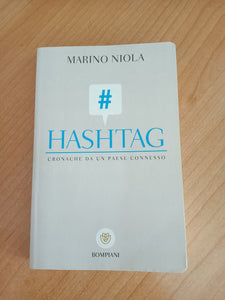 MARINO NIOLA
#
HASHTAG
CRONACHE DA UN PAESE CONNESSO
BOMPIANI